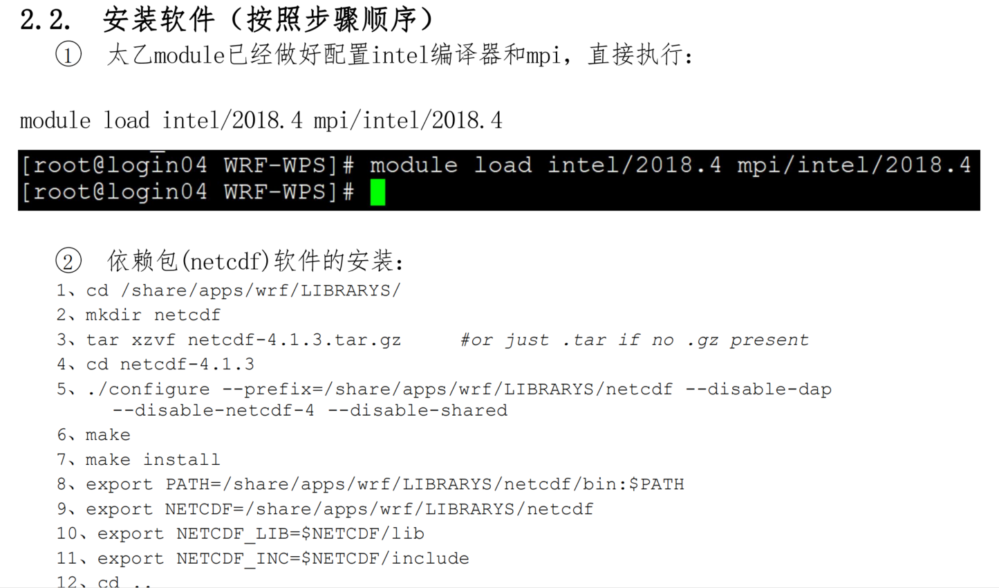 2.2. 安装软件（按照步骤顺序）
① 太乙module已经做好配置intel编译器和mpi，直接执行：
module load intel/2018.4 mpi/intel/2018.4
[root@login04 WRF-WPS]# module load intel/2018.4 mpi/intel/2018.4
[root@login04 WRF-WPS]#
② 依赖包(netcdf)软件的安装：
1、cd /share/apps/wrf/LIBRARYS/
2、mkdir netcdf
3、tar xzvf netcdf-4.1.3.tar.gz #or just .tar if no .gz present
4、cd netcdf-4.1.3
5、./configure --prefix=/share/apps/wrf/LIBRARYS/netcdf --disable-dap
--disable-netcdf-4 --disable-shared
6、make
7、make install
8、export PATH=/share/apps/wrf/LIBRARYS/netcdf/bin:$PATH
9、export NETCDF=/share/apps/wrf/LIBRARYS/netcdf
10、export NETCDF_LIB=$NETCDF/lib
11、export NETCDF_INC=$NETCDF/include
12、cd ..